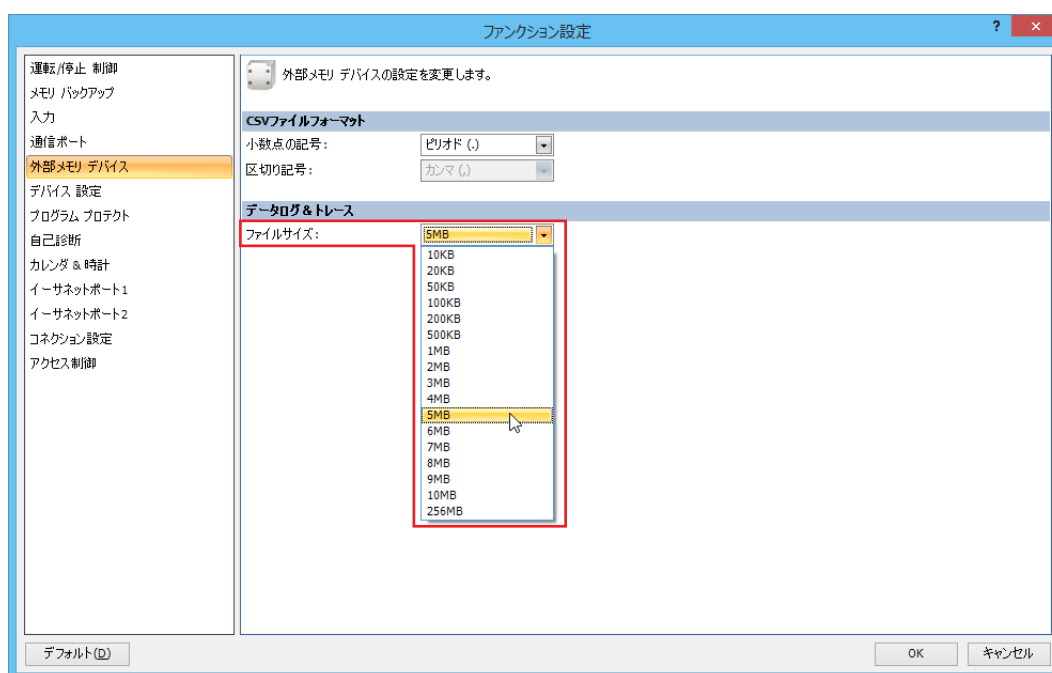 ファンクション設定
?
×
運転/停止 制御
メモリ バックアップ
入力
通信ポート
外部メモリ デバイス
デバイス 設定
プログラム プロテクト
自己診断
カレンダ & 時計
イーサネットポート1
イーサネットポート2
コネクション設定
アクセス制御
外部メモリ デバイスの設定を変更します。
CSVファイルフォーマット
小数点の記号: ピリオド (.)
区切り記号: カンマ (,)
データログ & トレース
ファイルサイズ: 5MB
10KB
20KB
50KB
100KB
200KB
500KB
1MB
2MB
3MB
4MB
5MB
6MB
7MB
8MB
9MB
10MB
256MB
デフォルト(D)
OK
キャンセル